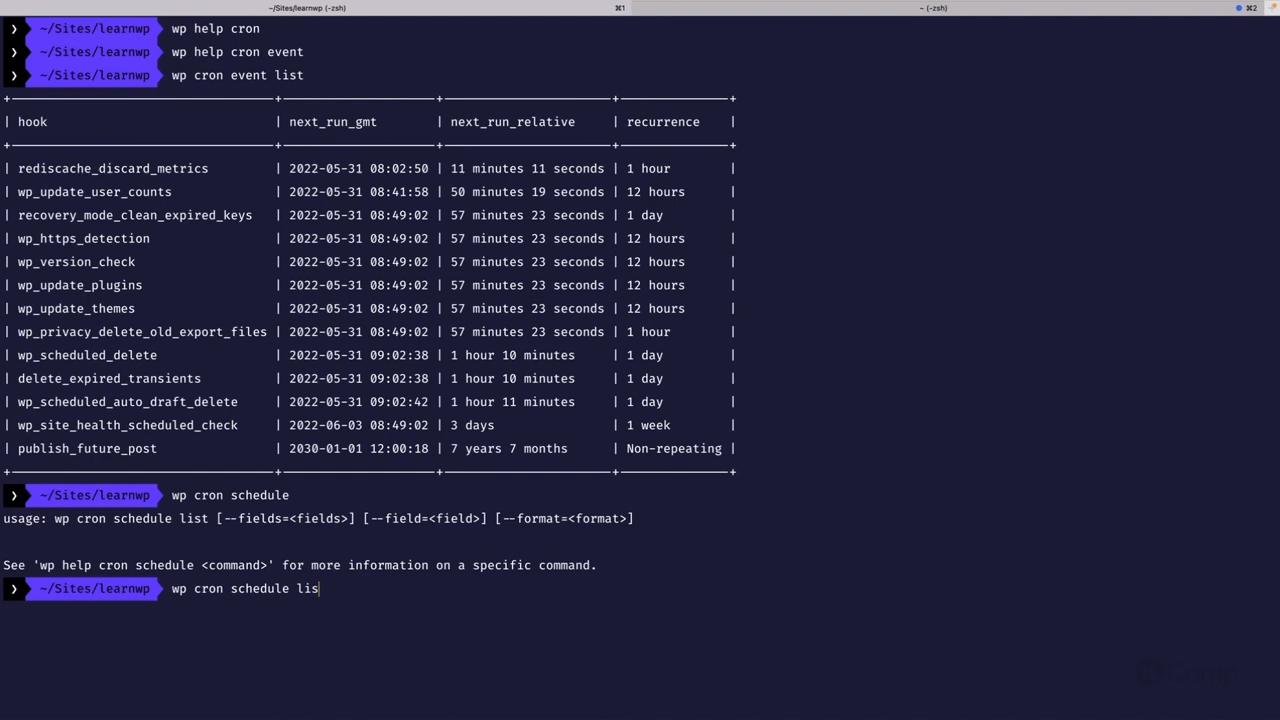 ~/Sites/learnwp (-zsh) ⌘1 ~ (-zsh) ⌘2
❯ ~/Sites/learnwp wp help cron
❯ ~/Sites/learnwp wp help cron event
❯ ~/Sites/learnwp wp cron event list
| hook | next_run_gmt | next_run_relative | recurrence |
| rediscache_discard_metrics | 2022-05-31 08:02:50 | 11 minutes 11 seconds | 1 hour |
| wp_update_user_counts | 2022-05-31 08:41:58 | 50 minutes 19 seconds | 12 hours |
| recovery_mode_clean_expired_keys | 2022-05-31 08:49:02 | 57 minutes 23 seconds | 1 day |
| wp_https_detection | 2022-05-31 08:49:02 | 57 minutes 23 seconds | 12 hours |
| wp_version_check | 2022-05-31 08:49:02 | 57 minutes 23 seconds | 12 hours |
| wp_update_plugins | 2022-05-31 08:49:02 | 57 minutes 23 seconds | 12 hours |
| wp_update_themes | 2022-05-31 08:49:02 | 57 minutes 23 seconds | 12 hours |
| wp_privacy_delete_old_export_files | 2022-05-31 08:49:02 | 57 minutes 23 seconds | 1 hour |
| wp_scheduled_delete | 2022-05-31 09:02:38 | 1 hour 10 minutes | 1 day |
| delete_expired_transients | 2022-05-31 09:02:38 | 1 hour 10 minutes | 1 day |
| wp_scheduled_auto_draft_delete | 2022-05-31 09:02:42 | 1 hour 11 minutes | 1 day |
| wp_site_health_scheduled_check | 2022-06-03 08:49:02 | 3 days | 1 week |
| publish_future_post | 2030-01-01 12:00:18 | 7 years 7 months | Non-repeating |
❯ ~/Sites/learnwp wp cron schedule
usage: wp cron schedule list [--fields=<fields>] [--field=<field>] [--format=<format>]
See 'wp help cron schedule <command>' for more information on a specific command.
❯ ~/Sites/learnwp wp cron schedule lis